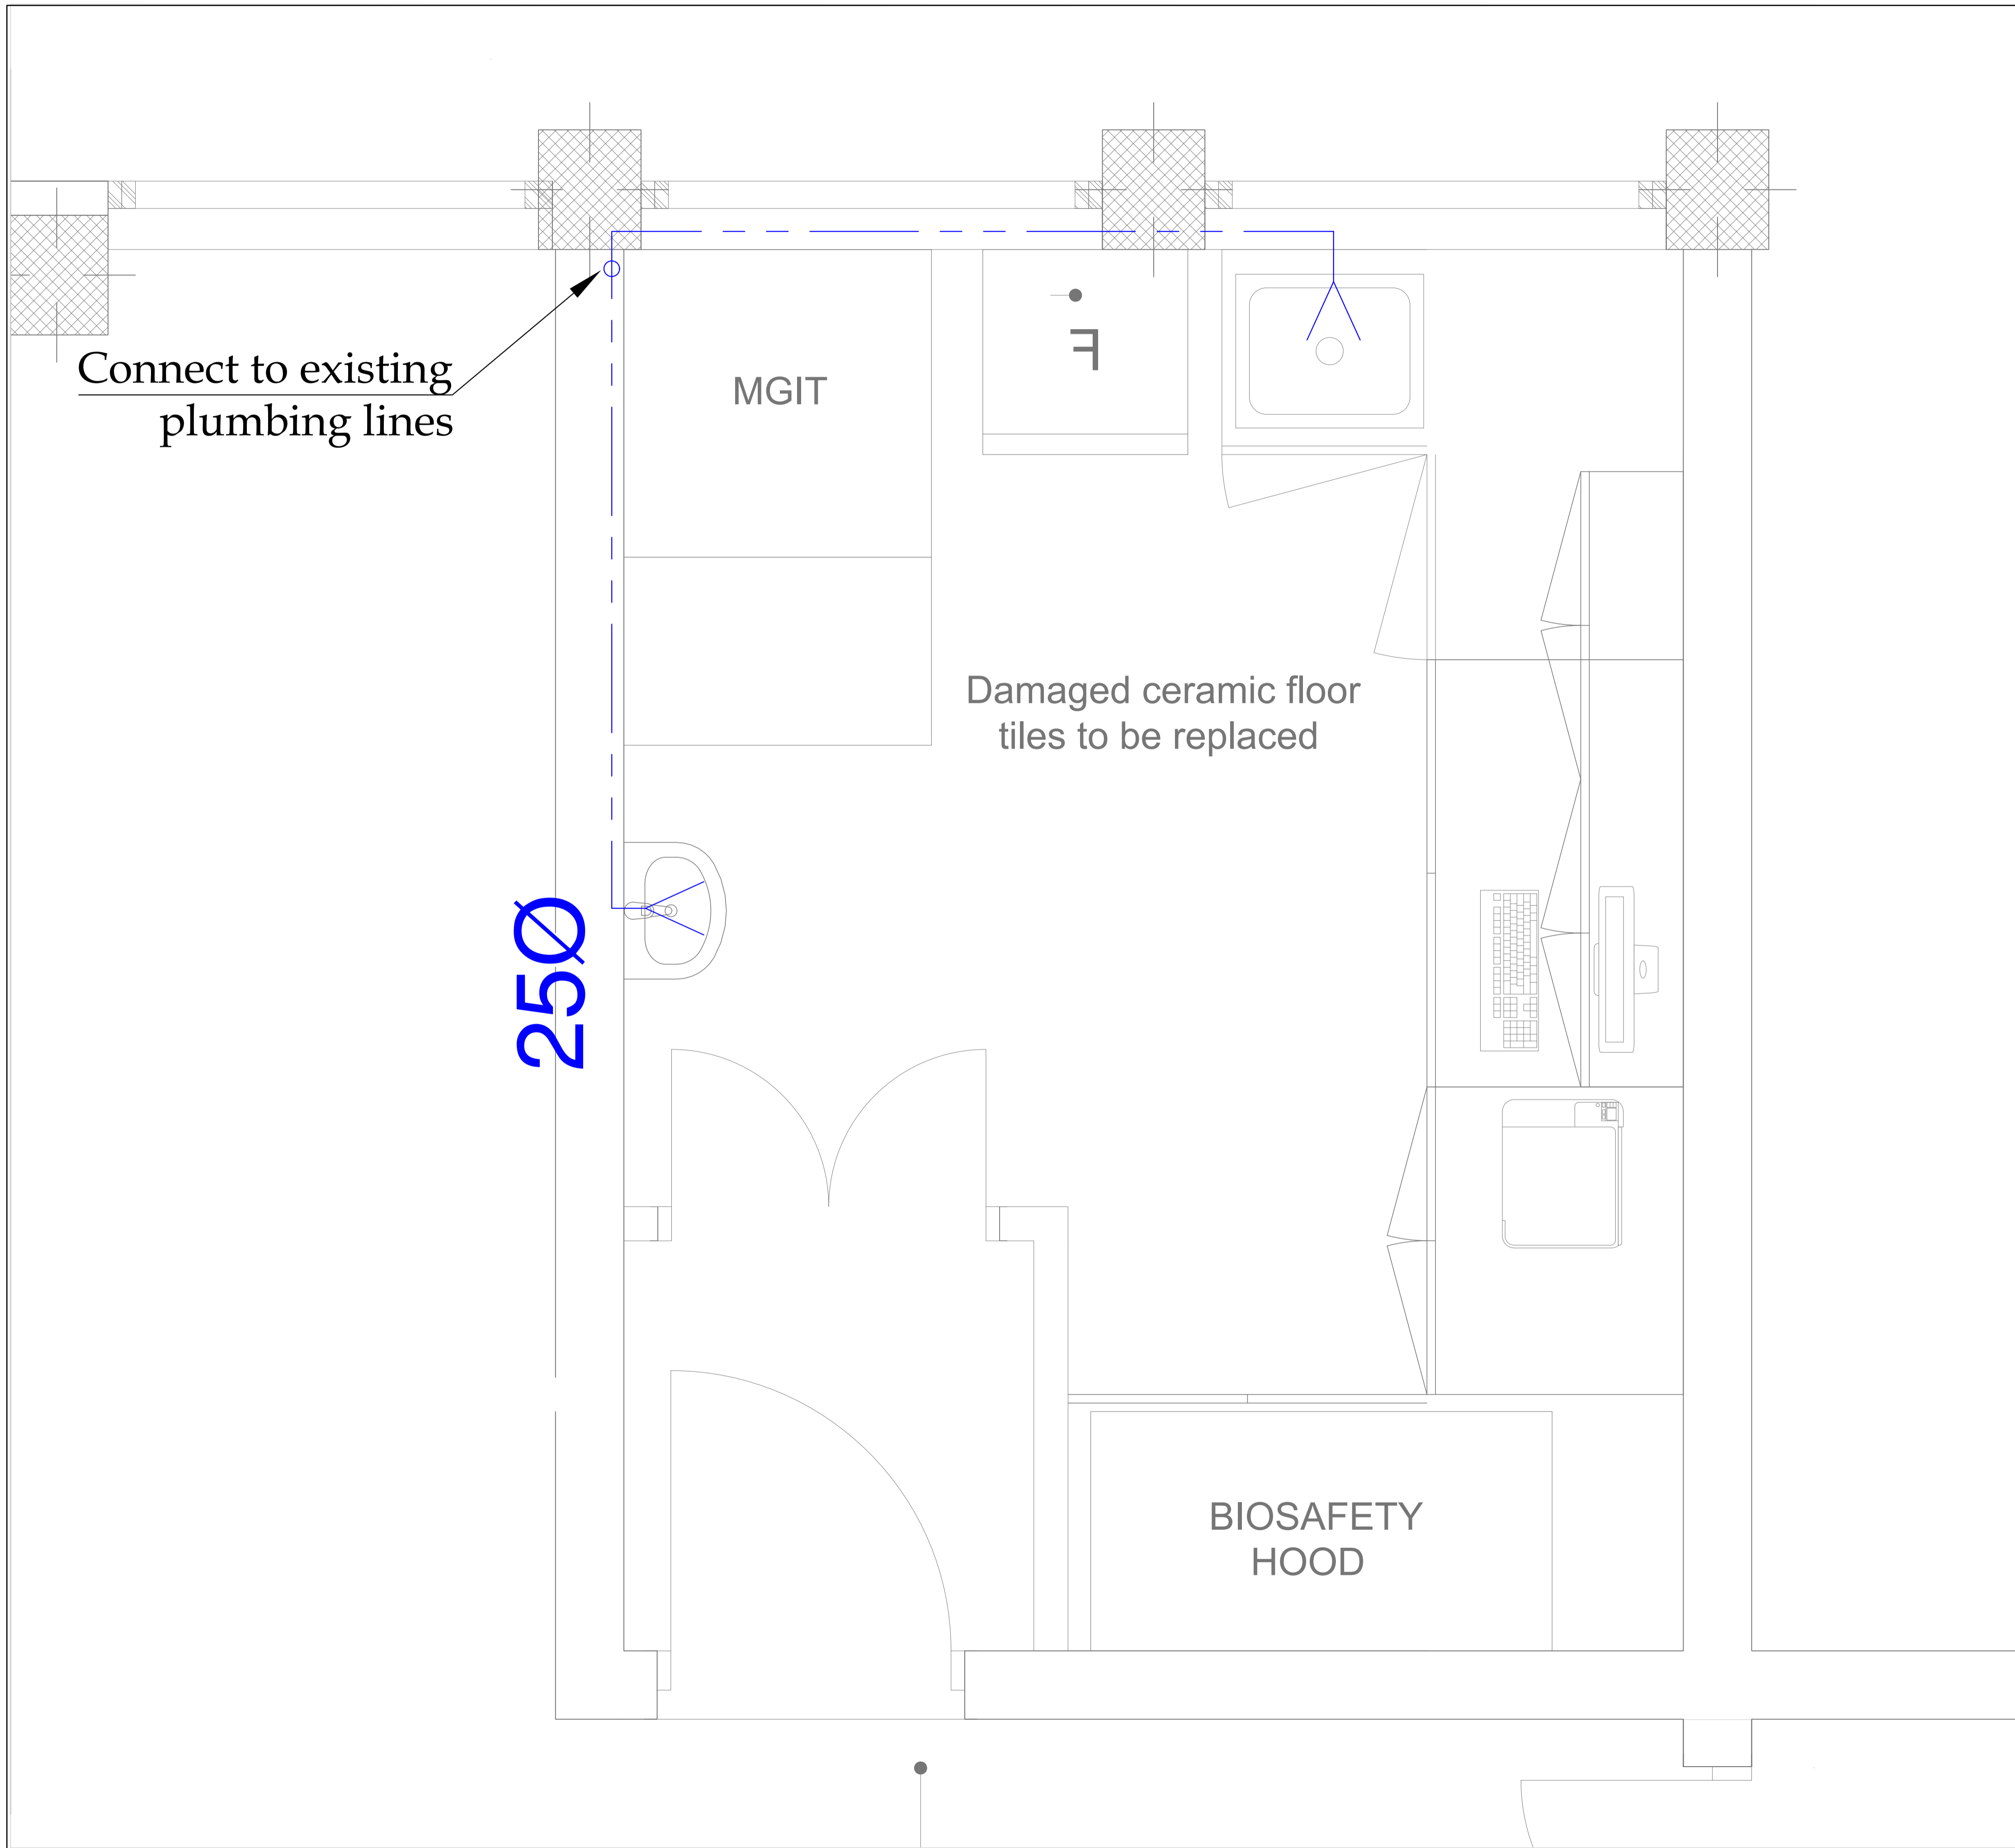 Connect to existing
plumbing lines
MGIT
F
Damaged ceramic floor
tiles to be replaced
25Ø
BIOSAFETY
HOOD